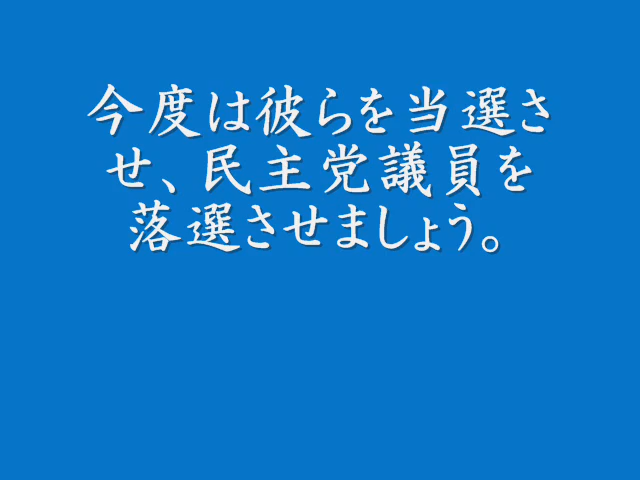 今度は彼らを当選さ
せ、民主党議員を
落選させましょう。